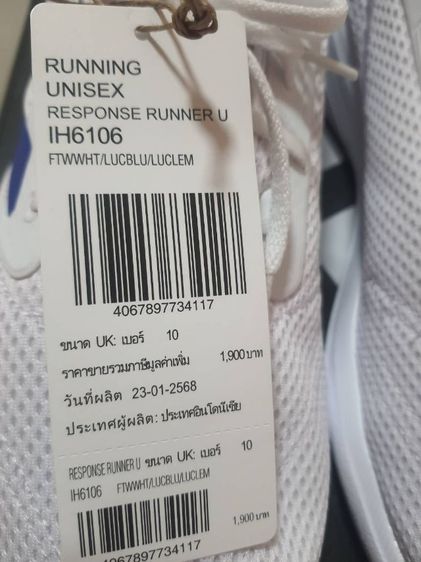 RUNNING
UNISEX
RESPONSE RUNNER U
IH6106
FTWWHT/LUCBLU/LUCLEM
4067897734117
ขนาด UK: เบอร์ 10
ราคาขายรวมภาษีมูลค่าเพิ่ม 1,900 บาท
วันที่ผลิต 23-01-2568
ประเทศผู้ผลิต: ประเทศอินโดนีเซีย
RESPONSE RUNNER U ขนาด UK: เบอร์ 10
IH6106 FTWWHT/LUCBLU/LUCLEM
1,900 บาท
4067897734117